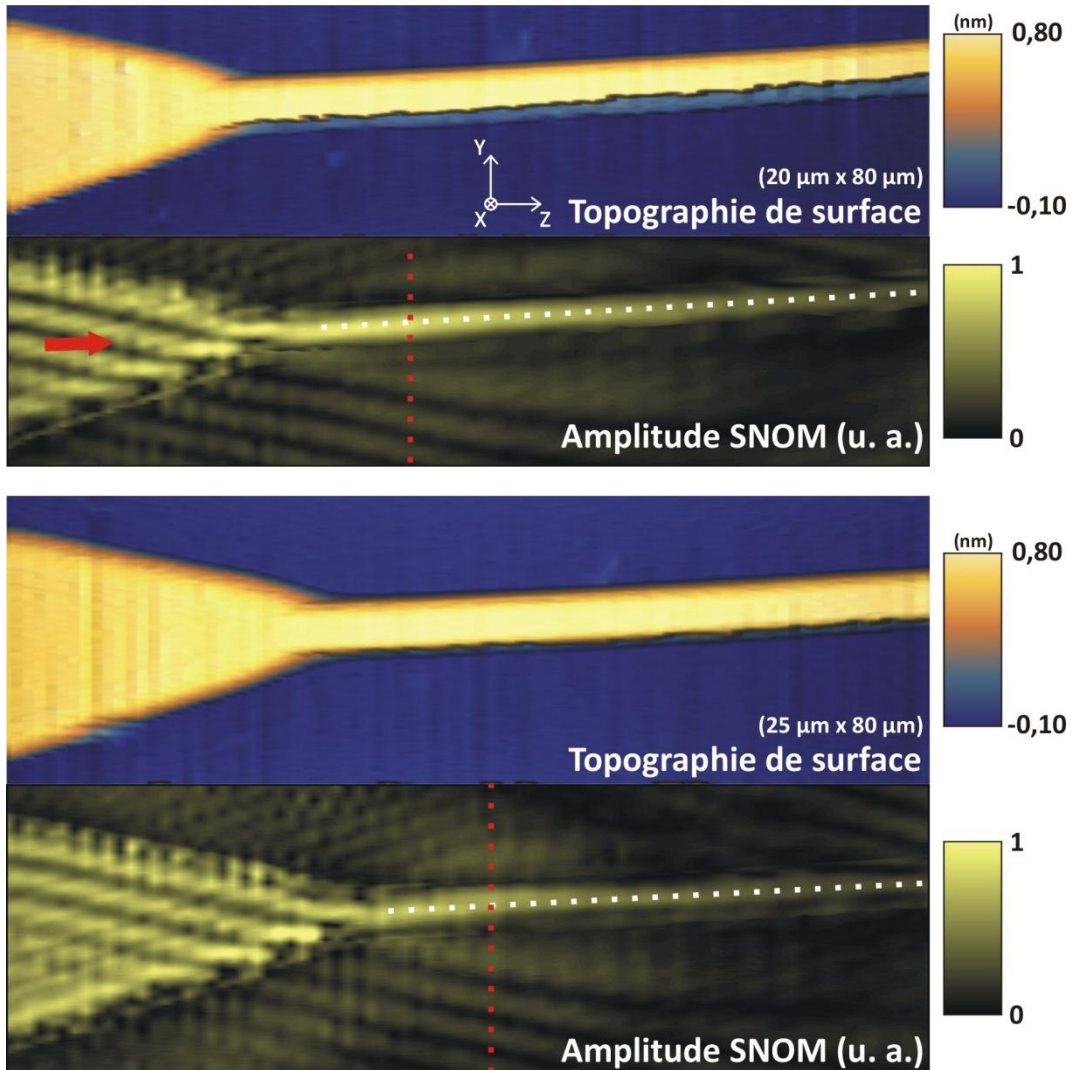 (nm)
0,80
Y
X
Z
(20 µm x 80 µm)
Topographie de surface
-0,10
1
Amplitude SNOM (u. a.)
0
(nm)
0,80
(25 µm x 80 µm)
Topographie de surface
-0,10
1
Amplitude SNOM (u. a.)
0